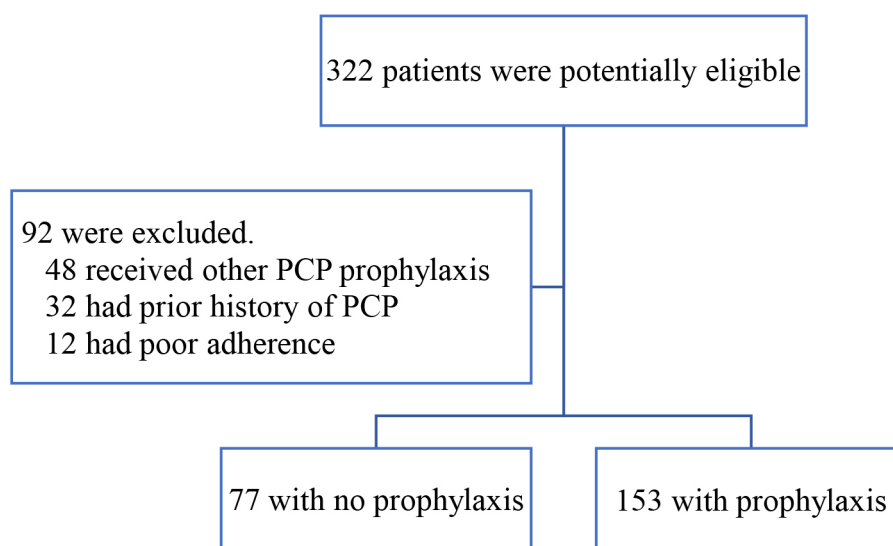 322 patients were potentially eligible
92 were excluded.
48 received other PCP prophylaxis
32 had prior history of PCP
12 had poor adherence
77 with no prophylaxis
153 with prophylaxis